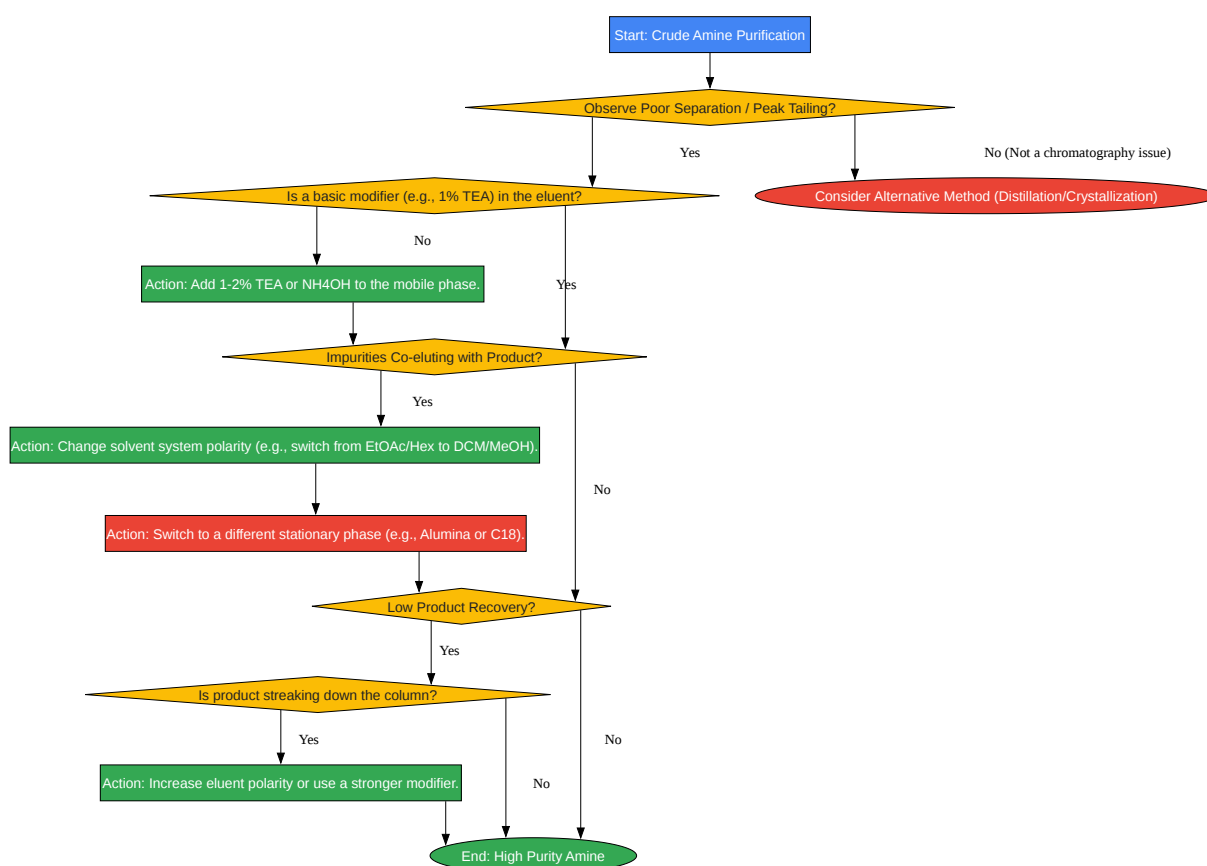 Start: Crude Amine Purification
Observe Poor Separation / Peak Tailing?
Yes
No (Not a chromatography issue)
Is a basic modifier (e.g., 1% TEA) in the eluent?
Consider Alternative Method (Distillation/Crystallization)
No
Action: Add 1-2% TEA or NH4OH to the mobile phase.
Yes
Impurities Co-eluting with Product?
Yes
Action: Change solvent system polarity (e.g., switch from EtOAc/Hex to DCM/MeOH).
No
Action: Switch to a different stationary phase (e.g., Alumina or C18).
Low Product Recovery?
Yes
Is product streaking down the column?
Yes
No
Action: Increase eluent polarity or use a stronger modifier.
No
End: High Purity Amine